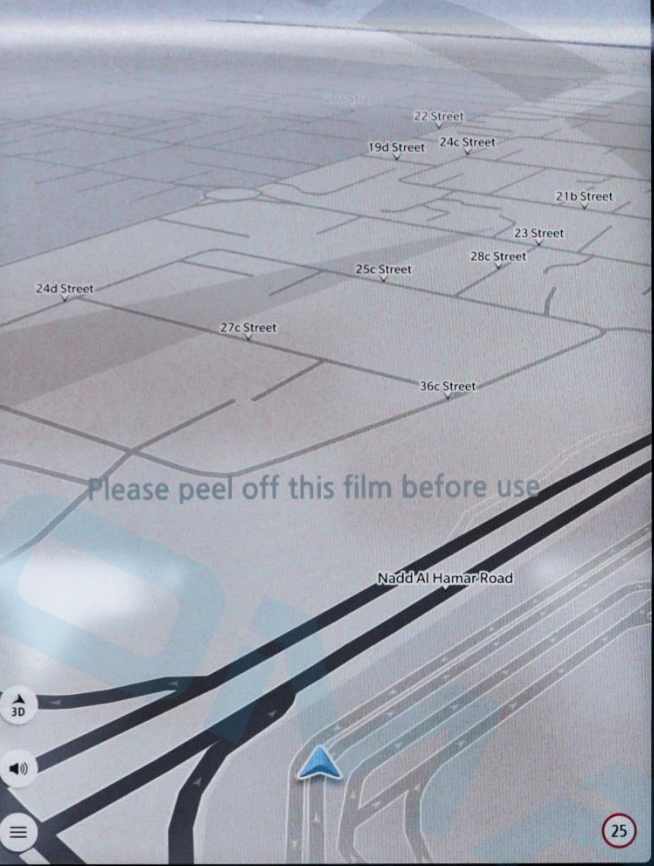 22 Street
19d Street
24c Street
21b Street
23 Street
28c Street
25c Street
24d Street
27c Street
36c Street
Please peel off this film before use
Nadd Al Hamar Road
3D
25